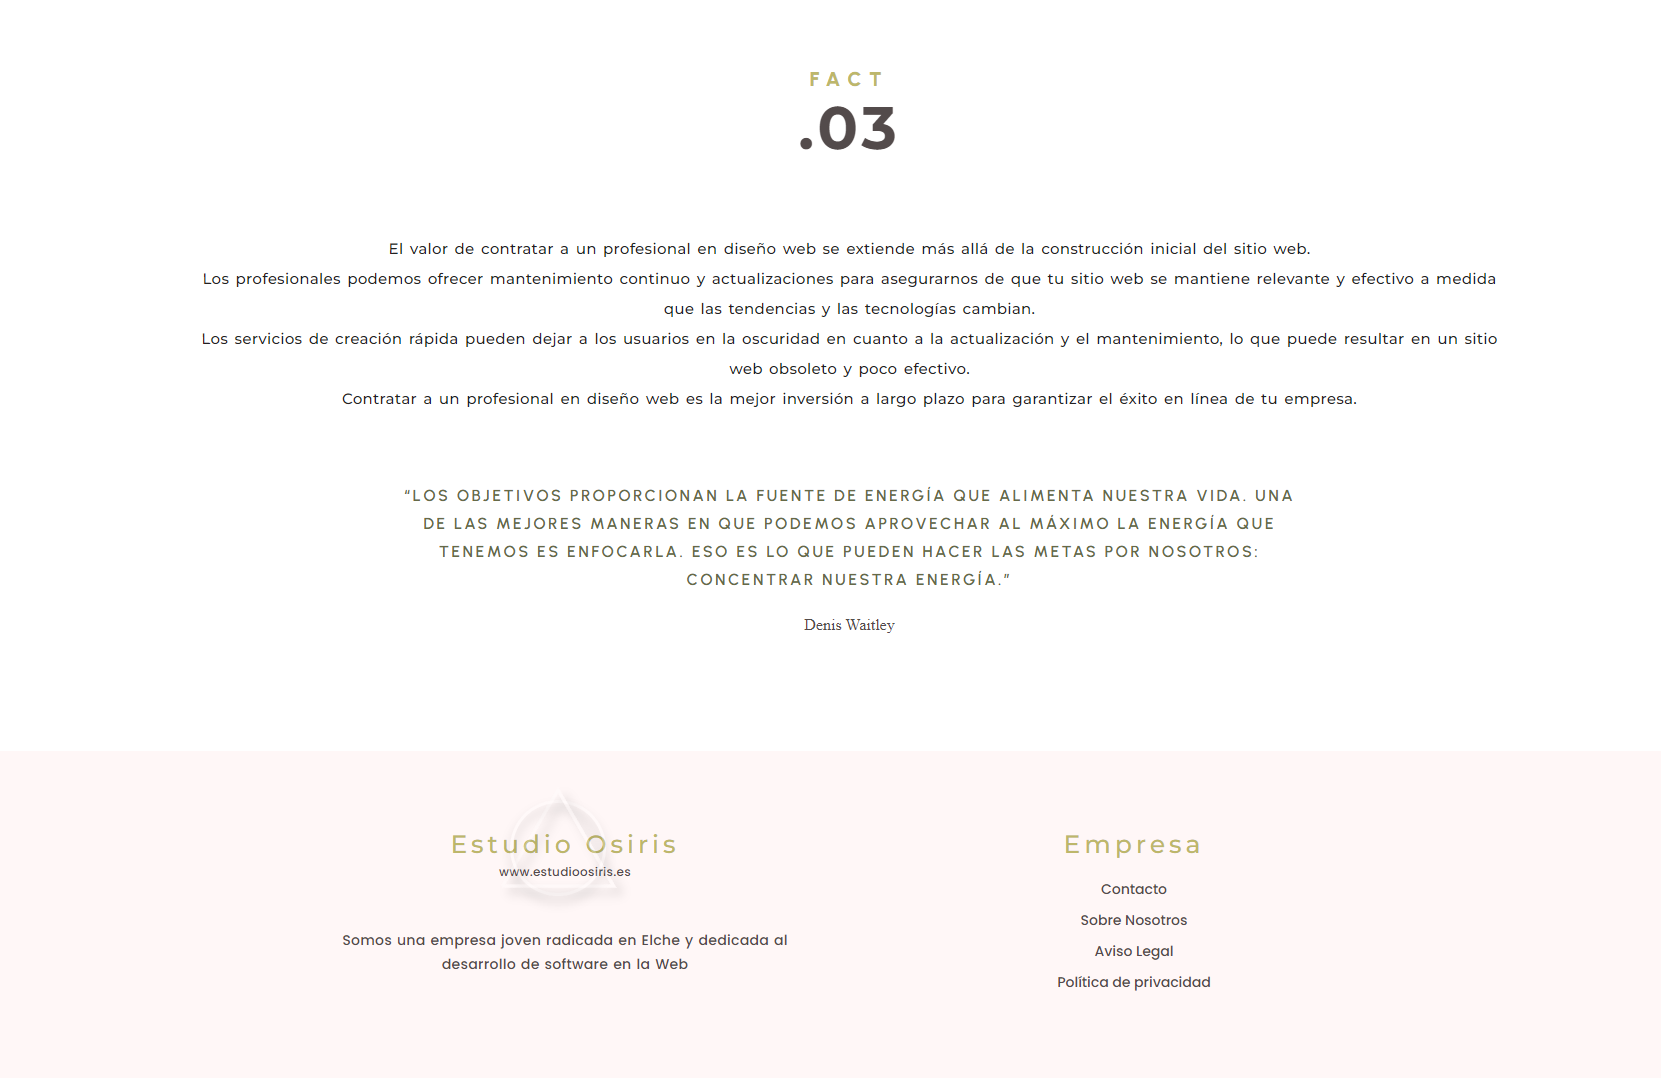 FACT
.03
El valor de contratar a un profesional en diseño web se extiende más allá de la construcción inicial del sitio web.
Los profesionales podemos ofrecer mantenimiento continuo y actualizaciones para asegurarnos de que tu sitio web se mantiene relevante y efectivo a medida
que las tendencias y las tecnologías cambian.
Los servicios de creación rápida pueden dejar a los usuarios en la oscuridad en cuanto a la actualización y el mantenimiento, lo que puede resultar en un sitio
web obsoleto y poco efectivo.
Contratar a un profesional en diseño web es la mejor inversión a largo plazo para garantizar el éxito en línea de tu empresa.
“LOS OBJETIVOS PROPORCIONAN LA FUENTE DE ENERGÍA QUE ALIMENTA NUESTRA VIDA. UNA
DE LAS MEJORES MANERAS EN QUE PODEMOS APROVECHAR AL MÁXIMO LA ENERGÍA QUE
TENEMOS ES ENFOCARLA. ESO ES LO QUE PUEDEN HACER LAS METAS POR NOSOTROS:
CONCENTRAR NUESTRA ENERGÍA.”
Denis Waitley
Estudio Osiris
www.estudioosiris.es
Somos una empresa joven radicada en Elche y dedicada al
desarrollo de software en la Web
Empresa
Contacto
Sobre Nosotros
Aviso Legal
Política de privacidad